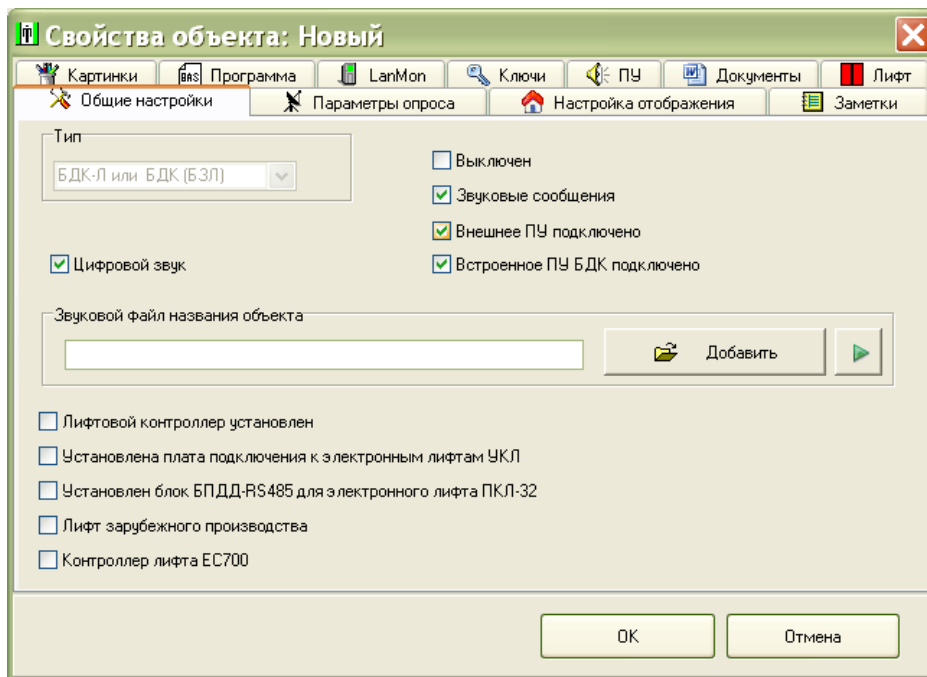 Свойства объекта: Новый
Картинки
BAS Программа
LanMon
Ключи
ПУ
Документы
Лифт
Общие настройки
Параметры опроса
Настройка отображения
Заметки
Тип
БДК-Л или БДК (БЗЛ)
Выключен
Звуковые сообщения
Внешнее ПУ подключено
Цифровой звук
Встроенное ПУ БДК подключено
Звуковой файл названия объекта
Добавить
Лифтовой контроллер установлен
Установлена плата подключения к электронным лифтам УКЛ
Установлен блок БПДД-RS485 для электронного лифта ПКЛ-32
Лифт зарубежного производства
Контроллер лифта ЕС700
OK
Отмена